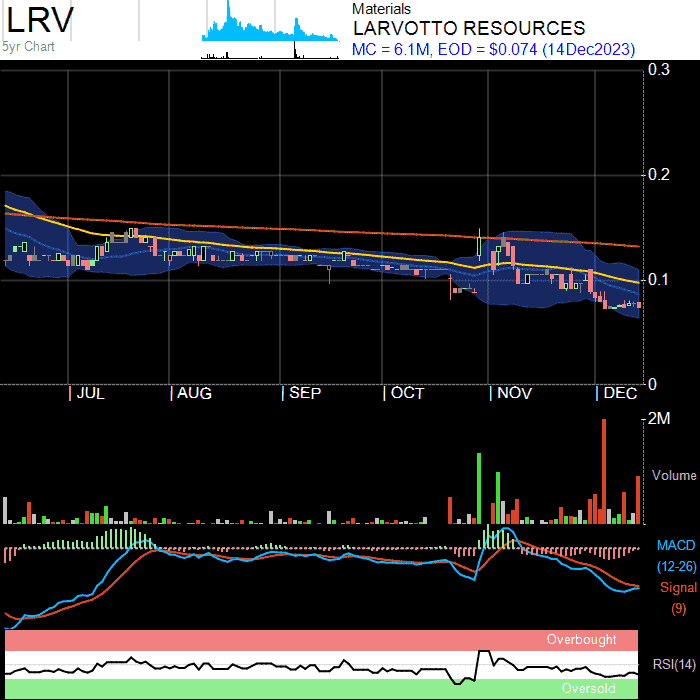 LRV
5yr Chart
Materials
LARVOTTO RESOURCES
MC = 6.1M, EOD = $0.074 (14Dec2023)
0.3
0.2
0.1
0
JUL AUG SEP OCT NOV DEC
2M
Volume
MACD
(12-26)
Signal
(9)
Overbought
RSI(14)
Oversold